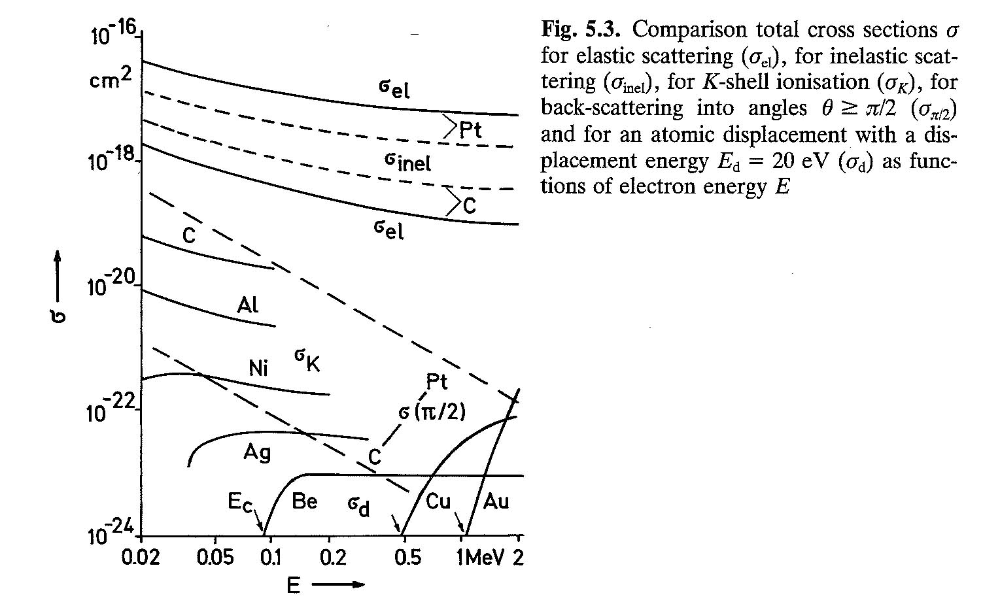 10⁻¹⁶
cm²
σel
Pt
10⁻¹⁸
σinel
C
σel
C
10⁻²⁰
Al
σ
Ni
σK
Pt
10⁻²²
σ(π/2)
Ag
C
Ec
Be
σd
Cu
Au
10⁻²⁴
0.02 0.05 0.1 0.2 0.5 1MeV 2
E
Fig. 5.3. Comparison total cross sections σ
for elastic scattering (σel), for inelastic scat-
tering (σinel), for K-shell ionisation (σK), for
back-scattering into angles θ ≥ π/2 (σπ/2)
and for an atomic displacement with a dis-
placement energy Ed = 20 eV (σd) as func-
tions of electron energy E